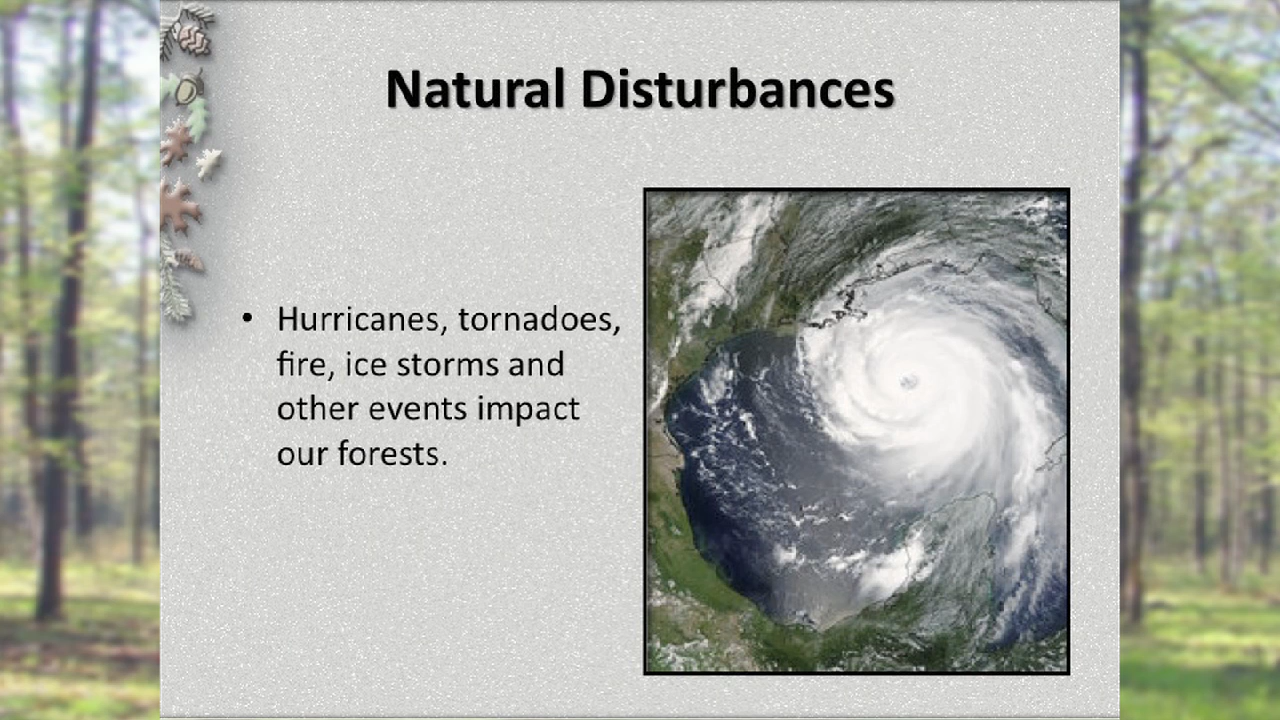 Natural Disturbances
• Hurricanes, tornadoes,
fire, ice storms and
other events impact
our forests.